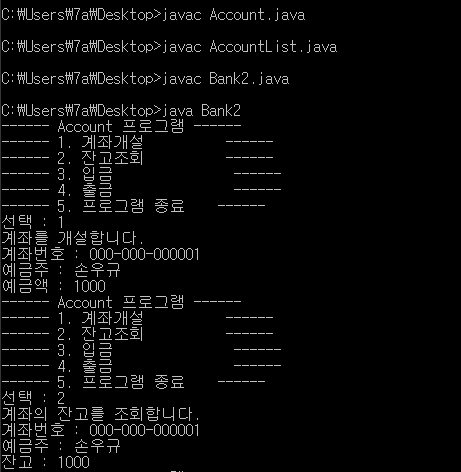 C:\Users\7a\Desktop>javac Account.java
C:\Users\7a\Desktop>javac AccountList.java
C:\Users\7a\Desktop>javac Bank2.java
C:\Users\7a\Desktop>java Bank2
------ Account 프로그램 ------
------ 1. 계좌개설 ------
------ 2. 잔고조회 ------
------ 3. 입금 ------
------ 4. 출금 ------
------ 5. 프로그램 종료 ------
선택 : 1
계좌를 개설합니다.
계좌번호 : 000-000-000001
예금주 : 손우규
예금액 : 1000
------ Account 프로그램 ------
------ 1. 계좌개설 ------
------ 2. 잔고조회 ------
------ 3. 입금 ------
------ 4. 출금 ------
------ 5. 프로그램 종료 ------
선택 : 2
계좌의 잔고를 조회합니다.
계좌번호 : 000-000-000001
예금주 : 손우규
잔고 : 1000